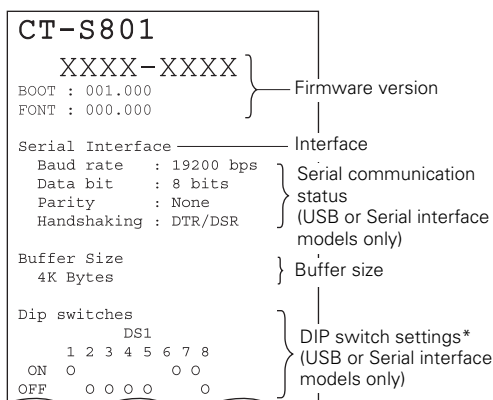 CT-S801
XXXX-XXXX
BOOT : 001.000
FONT : 000.000
Firmware version
Serial Interface
Interface
Baud rate : 19200 bps
Data bit : 8 bits
Parity : None
Handshaking : DTR/DSR
Serial communication
status
(USB or Serial interface
models only)
Buffer Size
4K Bytes
Buffer size
Dip switches
DS1
1 2 3 4 5 6 7 8
ON O O O
OFF O O O O O
DIP switch settings*
(USB or Serial interface
models only)